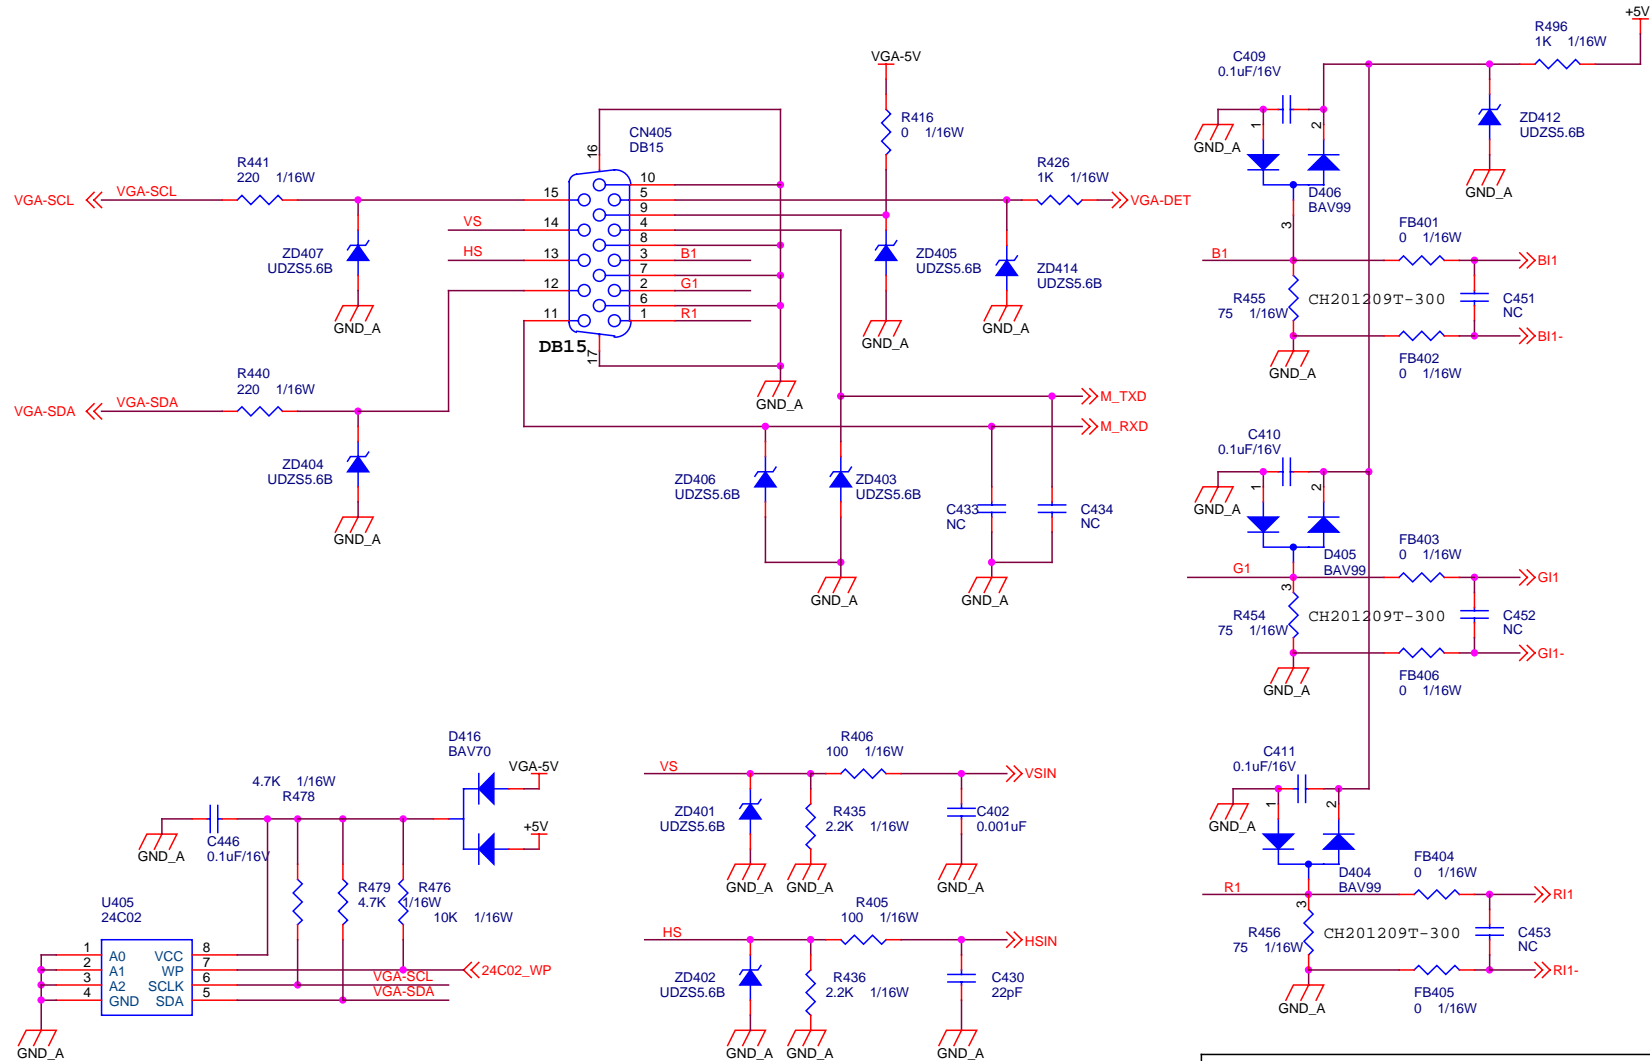 +5V
R496
1K 1/16W
C409
0.1uF/16V
VGA-5V
R416
0 1/16W
CN405
DB15
16
1
2
GND_A
ZD412
UDZS5.6B
GND_A
R441
220 1/16W
R426
1K 1/16W
D406
BAV99
3
VGA-SCL
VGA-SCL
15
10
5
VGA-DET
VS
14
9
4
FB401
0 1/16W
HS
13
8
3
B1
B1
BI1
ZD407
UDZS5.6B
ZD405
UDZS5.6B
ZD414
UDZS5.6B
12
7
2
G1
R455
75 1/16W
CH201209T-300
C451
NC
11
6
1
R1
GND_A
GND_A
GND_A
BI1-
DB15
17
FB402
0 1/16W
GND_A
R440
220 1/16W
GND_A
VGA-SDA
VGA-SDA
M_TXD
M_RXD
C410
0.1uF/16V
ZD404
UDZS5.6B
ZD406
UDZS5.6B
ZD403
UDZS5.6B
1
2
GND_A
C433
NC
C434
NC
GND_A
FB403
0 1/16W
D405
BAV99
G1
3
GI1
GND_A
GND_A
R454
75 1/16W
CH201209T-300
C452
NC
GI1-
FB406
0 1/16W
GND_A
D416
BAV70
VGA-5V
R406
100 1/16W
C411
0.1uF/16V
VS
VSIN
4.7K 1/16W
R478
1
2
GND_A
ZD401
UDZS5.6B
R435
2.2K 1/16W
C402
0.001uF
+5V
C446
0.1uF/16V
GND_A
FB404
0 1/16W
D404
BAV99
GND_A
GND_A
GND_A
R1
3
RI1
R479
4.7K 1/16W
R476
10K 1/16W
U405
24C02
R405
100 1/16W
HS
HSIN
R456
75 1/16W
CH201209T-300
C453
NC
1
A0
VCC
8
2
A1
WP
7
24C02_WP
3
A2
SCLK
6
VGA-SCL
4
GND
SDA
5
VGA-SDA
ZD402
UDZS5.6B
R436
2.2K 1/16W
C430
22pF
RI1-
FB405
0 1/16W
GND_A
GND_A
GND_A
GND_A
GND_A